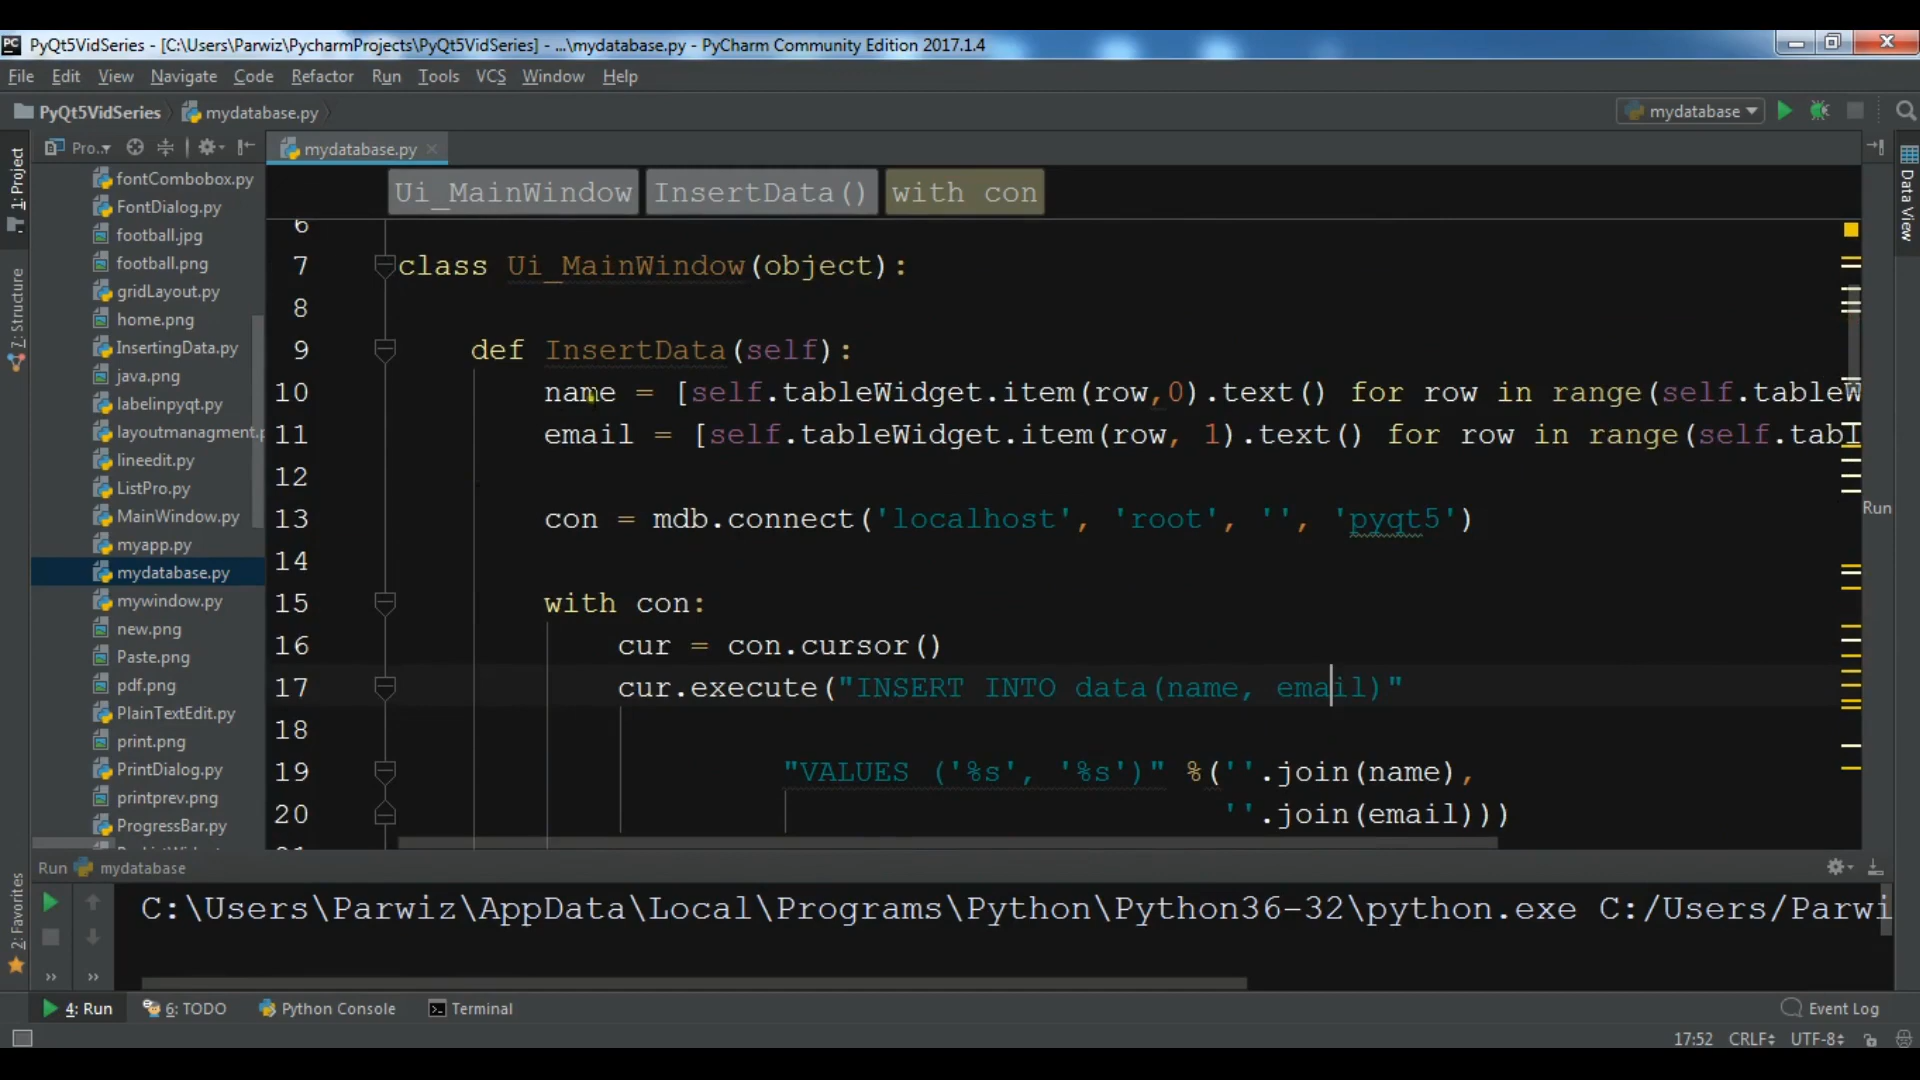 PyQt5VidSeries - [C:\Users\Parwiz\PycharmProjects\PyQt5VidSeries] - ...\mydatabase.py - PyCharm Community Edition 2017.1.4
File Edit View Navigate Code Refactor Run Tools VCS Window Help
PyQt5VidSeries mydatabase.py mydatabase
Pro.. mydatabase.py
1: Project
7: Structure
2: Favorites
Data View
Run
fontCombobox.py
FontDialog.py
football.jpg
football.png
gridLayout.py
home.png
InsertingData.py
java.png
labelinpyqt.py
layoutmanagment.p
lineedit.py
ListPro.py
MainWindow.py
myapp.py
mydatabase.py
mywindow.py
new.png
Paste.png
pdf.png
PlainTextEdit.py
print.png
PrintDialog.py
printprev.png
ProgressBar.py
Ui_MainWindow InsertData() with con
6
7 class Ui_MainWindow(object):
8
9 def InsertData(self):
10 name = [self.tableWidget.item(row,0).text() for row in range(self.tableW
11 email = [self.tableWidget.item(row, 1).text() for row in range(self.tabl
12
13 con = mdb.connect('localhost', 'root', '', 'pyqt5')
14
15 with con:
16 cur = con.cursor()
17 cur.execute("INSERT INTO data(name, email)"
18
19 "VALUES ('%s', '%s')" %(''.join(name),
20 ''.join(email)))
Run mydatabase
C:\Users\Parwiz\AppData\Local\Programs\Python\Python36-32\python.exe C:/Users/Parwi
4: Run 6: TODO Python Console Terminal Event Log
17:52 CRLF UTF-8